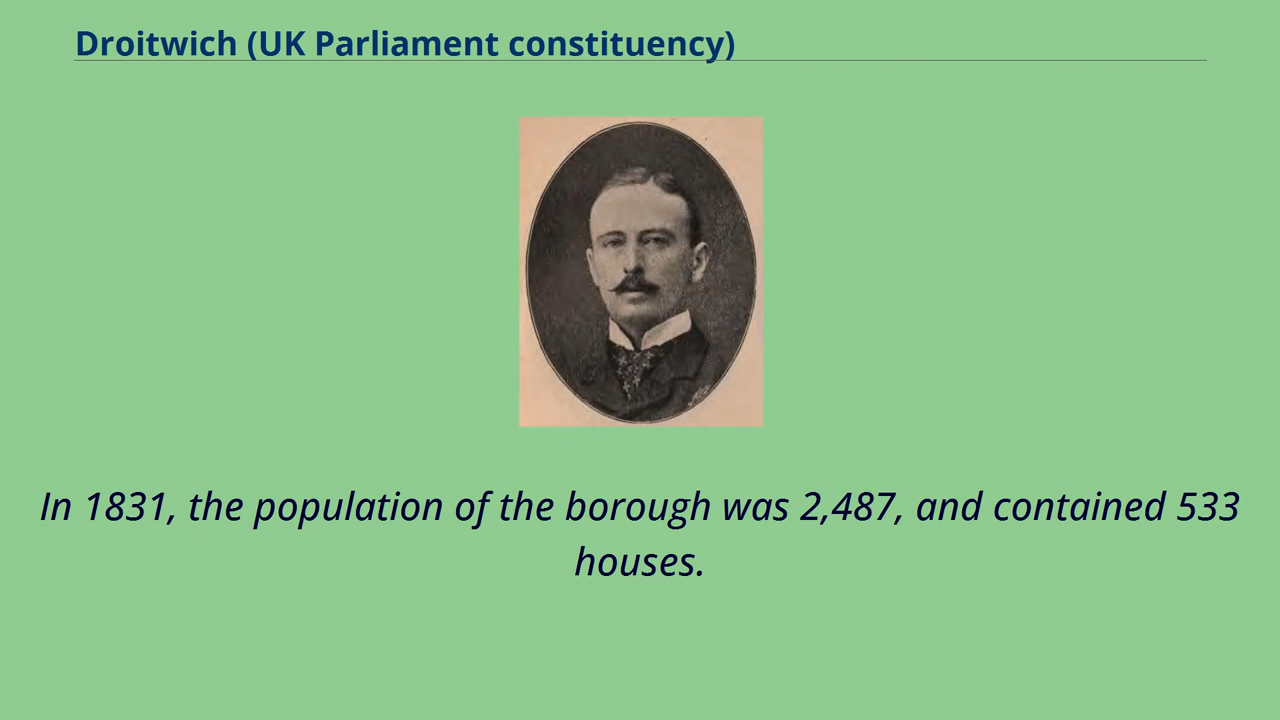 Droitwich (UK Parliament constituency)
In 1831, the population of the borough was 2,487, and contained 533
houses.